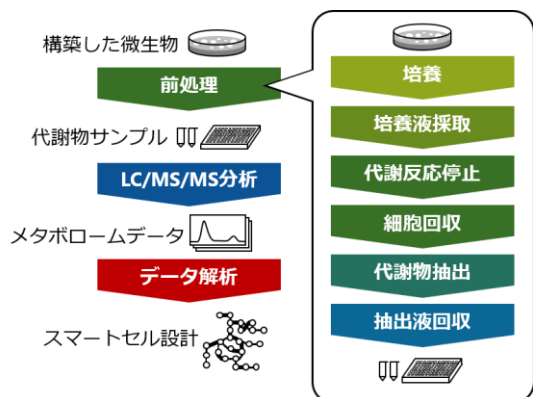 構築した微生物
前処理
代謝物サンプル
LC/MS/MS分析
メタボロームデータ
データ解析
スマートセル設計
培養
培養液採取
代謝反応停止
細胞回収
代謝物抽出
抽出液回収